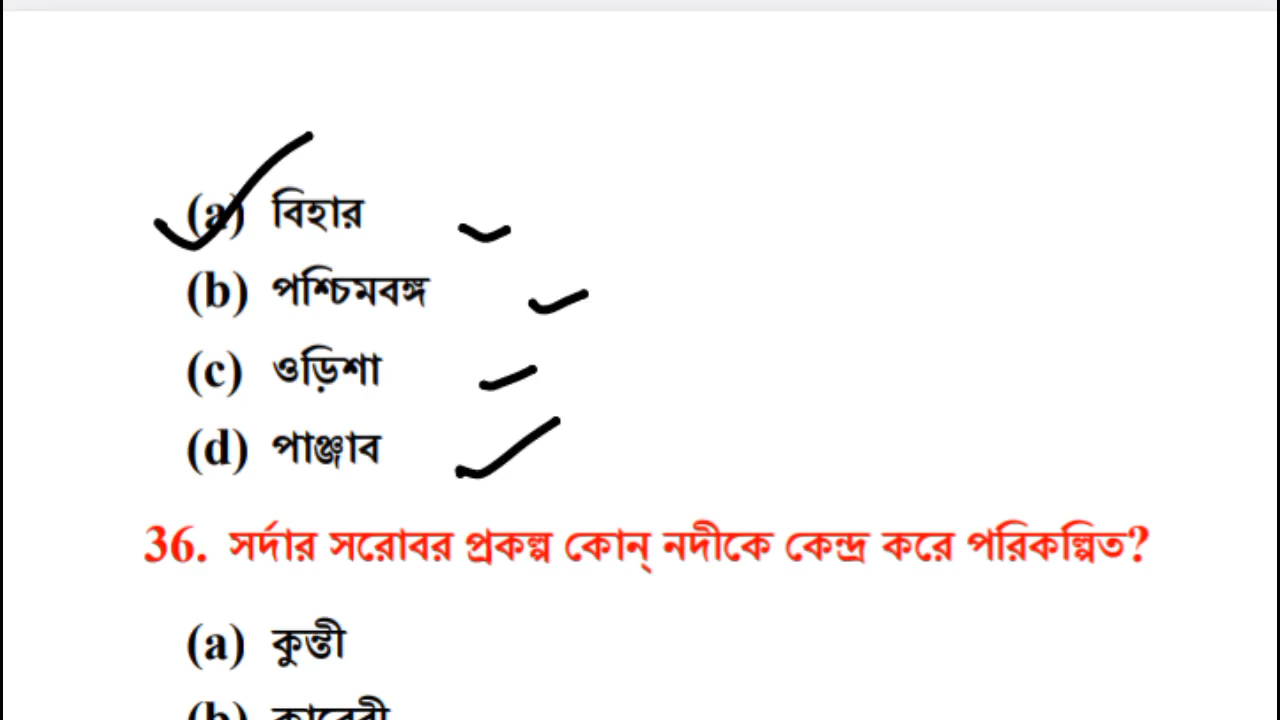 (a) বিহার
(b) পশ্চিমবঙ্গ
(c) ওড়িশা
(d) পাঞ্জাব
36. সর্দার সরোবর প্রকল্প কোন্ নদীকে কেন্দ্র করে পরিকল্পিত?
(a) কুন্তী
(b) কাবেরী